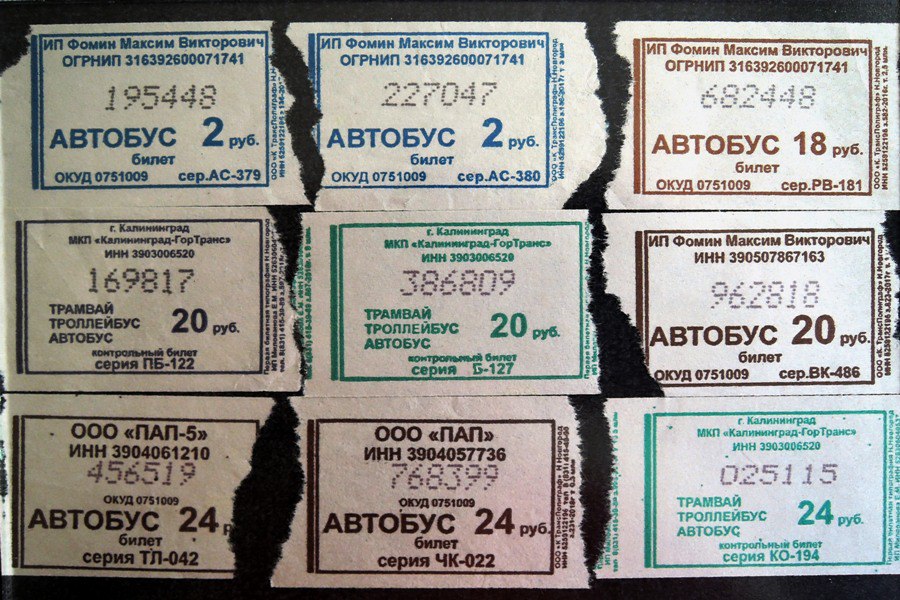 ИП Фомин Максим Викторович
ОГРНИП 316392600071741
195448
АВТОБУС 2 руб.
билет
ОКУД 0751009 сер.АС-379
ИП Фомин Максим Викторович
ОГРНИП 316392600071741
227047
АВТОБУС 2 руб.
билет
ОКУД 0751009 сер.АС-380
ИП Фомин Максим Викторович
ОГРНИП 316392600071741
682448
АВТОБУС 18 руб.
билет
ОКУД 0751009 сер.РВ-181
г. Калининград
МКП «Калининград-ГорТранс»
ИНН 3903006520
169817
ТРАМВАЙ
ТРОЛЛЕЙБУС 20 руб.
АВТОБУС
контрольный билет
серия ПБ-122
г. Калининград
МКП «Калининград-ГорТранс»
ИНН 3903006520
386809
ТРАМВАЙ
ТРОЛЛЕЙБУС 20 руб.
АВТОБУС
контрольный билет
серия Б-127
ИП Фомин Максим Викторович
ИНН 390507867163
962818
АВТОБУС 20 руб.
билет
ОКУД 0751009 сер.ВК-486
ООО «ПАП-5»
ИНН 3904061210
456519
ОКУД 0751009
АВТОБУС 24 р
билет
серия ТЛ-042
ООО «ПАП»
ИНН 3904057736
768399
ОКУД 0751009
АВТОБУС 24 руб.
билет
серия ЧК-022
г. Калининград
МКП «Калининград-ГорТранс»
ИНН 3903006520
025115
ТРАМВАЙ
ТРОЛЛЕЙБУС 24 руб.
АВТОБУС
контрольный билет
серия КО-194